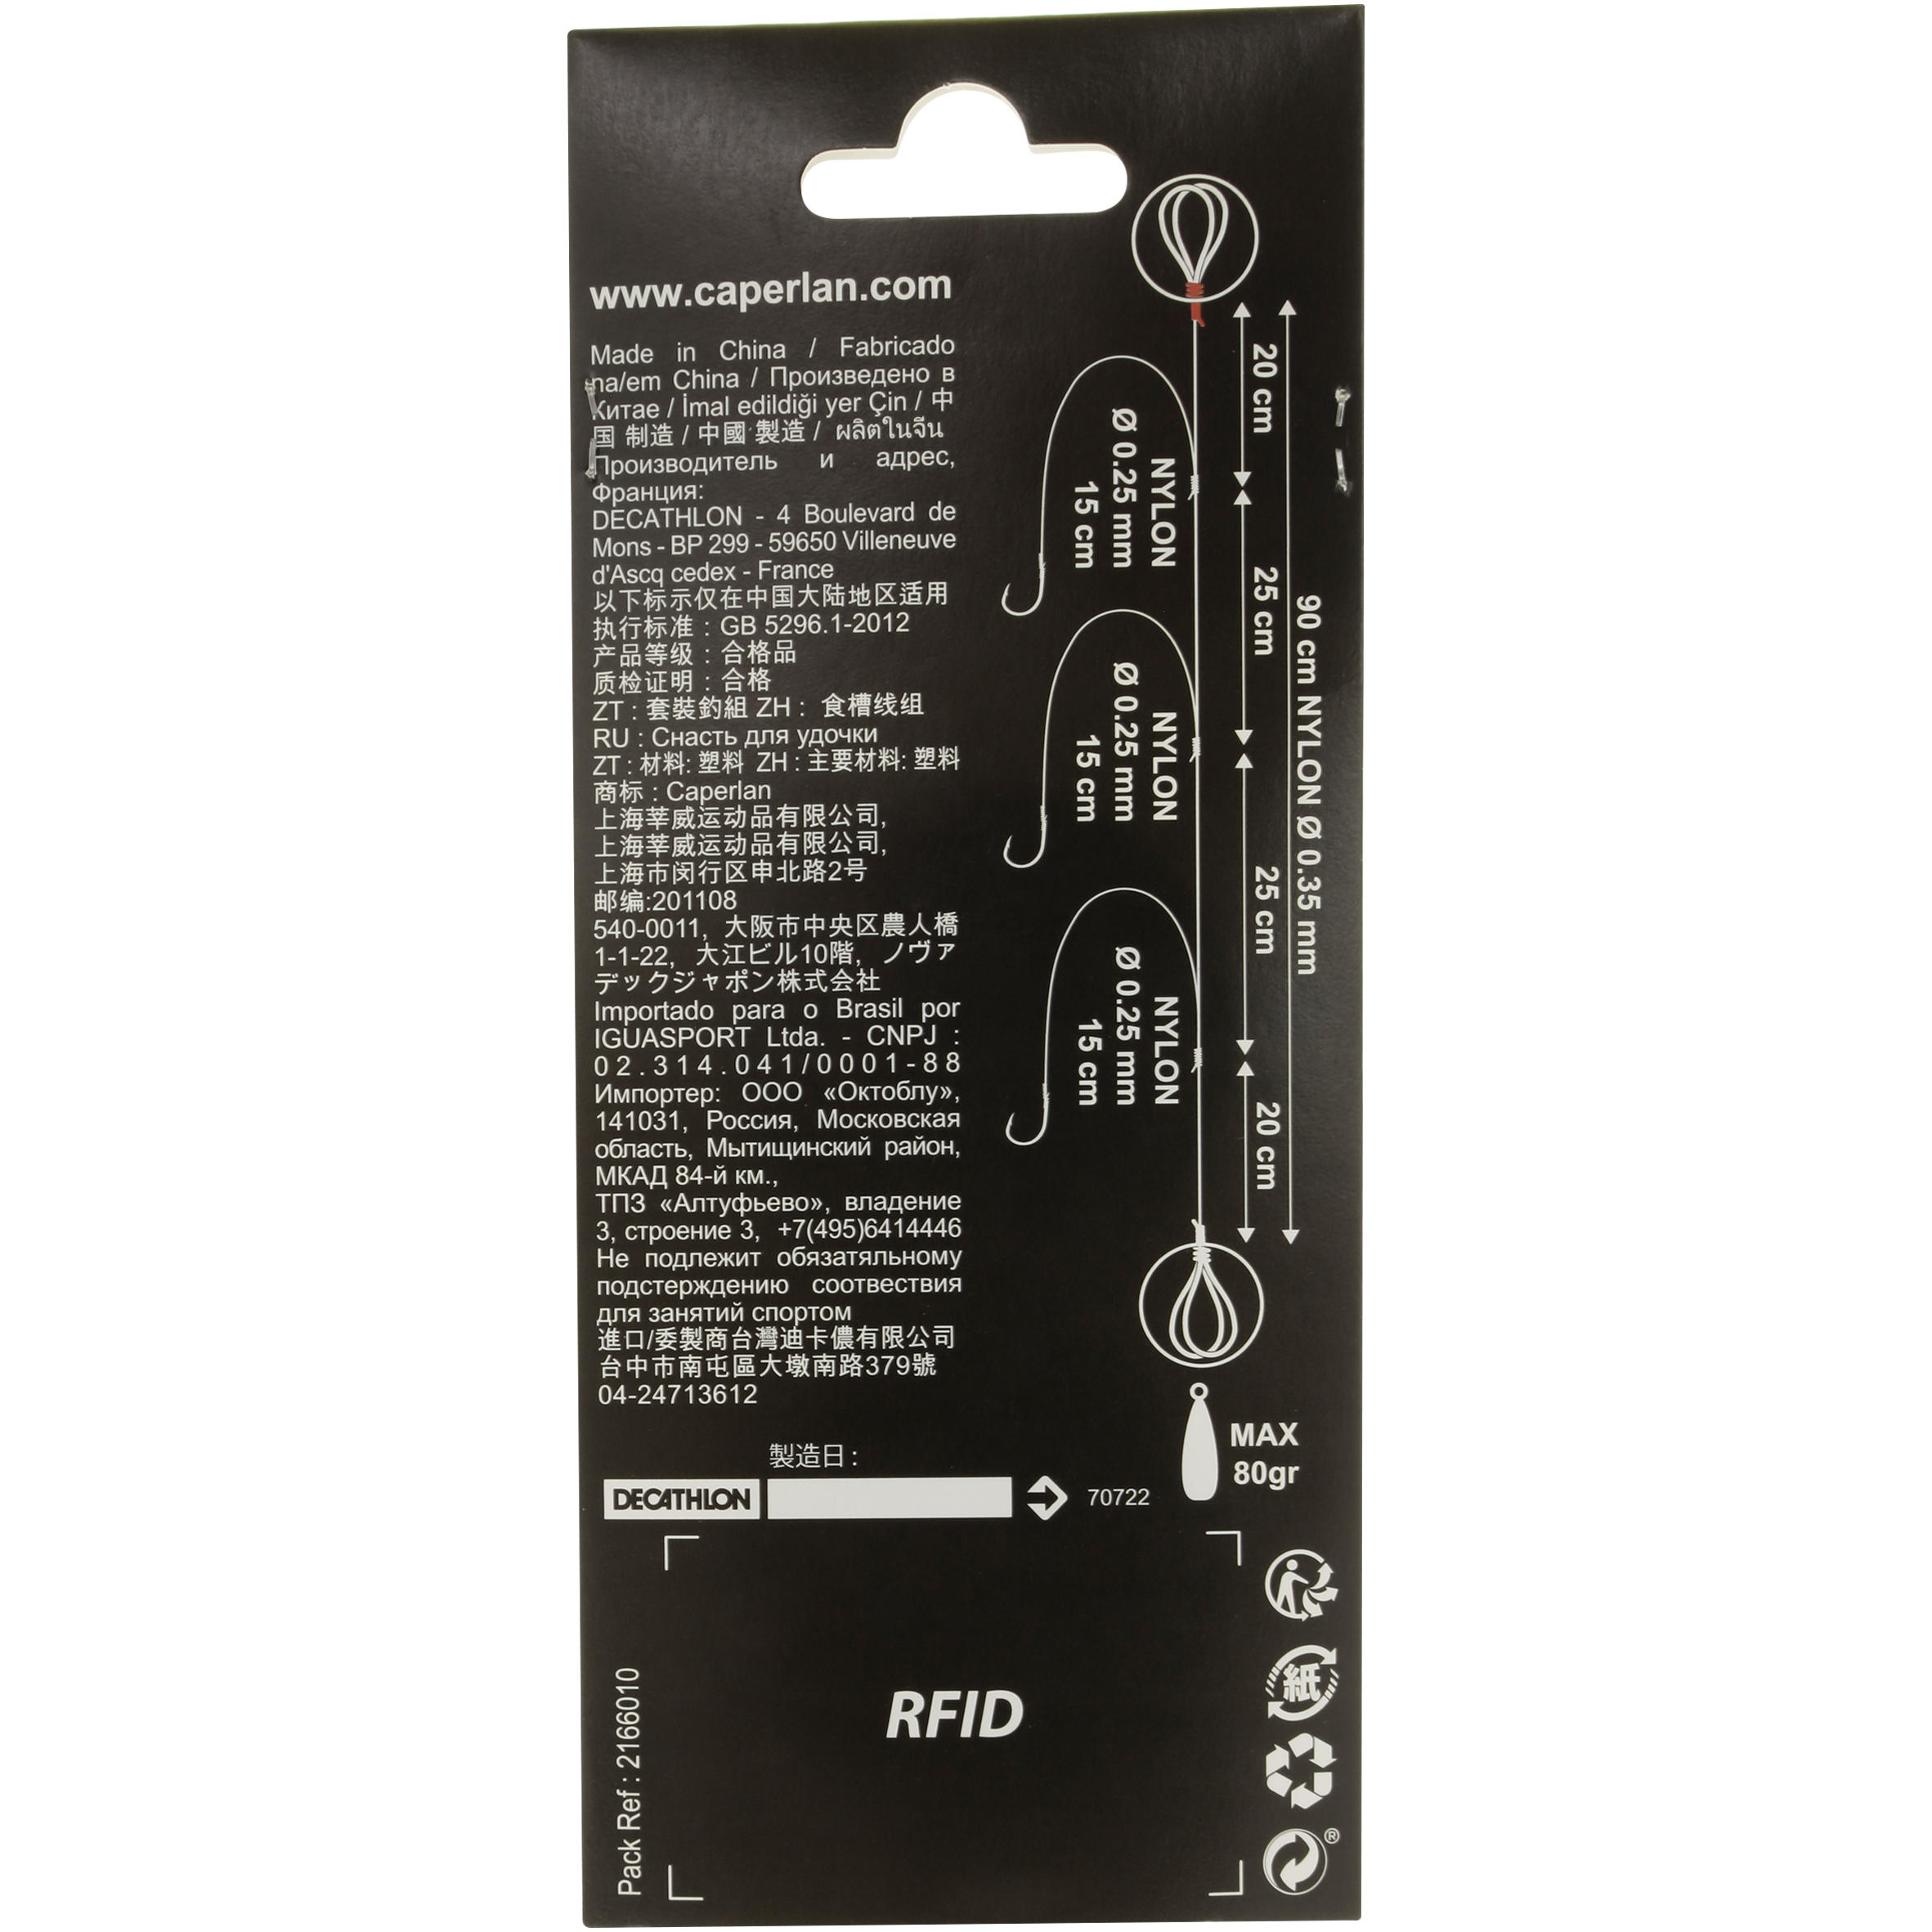 www.caperlan.com
Made in China / Fabricado
na/em China / Произведено в
Китае / İmal edildiği yer Çin / 中
国 制造 / 中國 製造 / ผลิตในจีน
Производитель и адрес,
Франция:
DECATHLON - 4 Boulevard de
Mons - BP 299 - 59650 Villeneuve
d'Ascq cedex - France
以下标示仅在中国大陆地区适用
执行标准 : GB 5296.1-2012
产品等级 : 合格品
质检证明 : 合格
ZT : 套裝釣組 ZH : 食槽线组
RU : Снасть для удочки
ZT : 材料: 塑料 ZH : 主要材料: 塑料
商标 : Caperlan
上海莘威运动品有限公司,
上海莘威运动品有限公司,
上海市闵行区申北路2号
邮编:201108
540-0011, 大阪市中央区農人橋
1-1-22, 大江ビル10階, ノヴァ
デックジャポン株式会社
Importado para o Brasil por
IGUASPORT Ltda. - CNPJ :
02.314.041/0001-88
Импортер: ООО «Октоблу»,
141031, Россия, Московская
область, Мытищинский район,
МКАД 84-й км.,
ТПЗ «Алтуфьево», владение
3, строение 3, +7(495)6414446
Не подлежит обязятяльному
подстерждению соотвествия
для занятий спортом
進口/委製商台灣迪卡儂有限公司
台中市南屯區大墩南路379號
04-24713612
製造日 :
DECATHLON
70722
20 cm
25 cm
25 cm
20 cm
90 cm NYLON Ø 0.35 mm
NYLON
Ø 0.25 mm
15 cm
NYLON
Ø 0.25 mm
15 cm
NYLON
Ø 0.25 mm
15 cm
MAX
80gr
RFID
Pack Ref : 2166010
紙
®